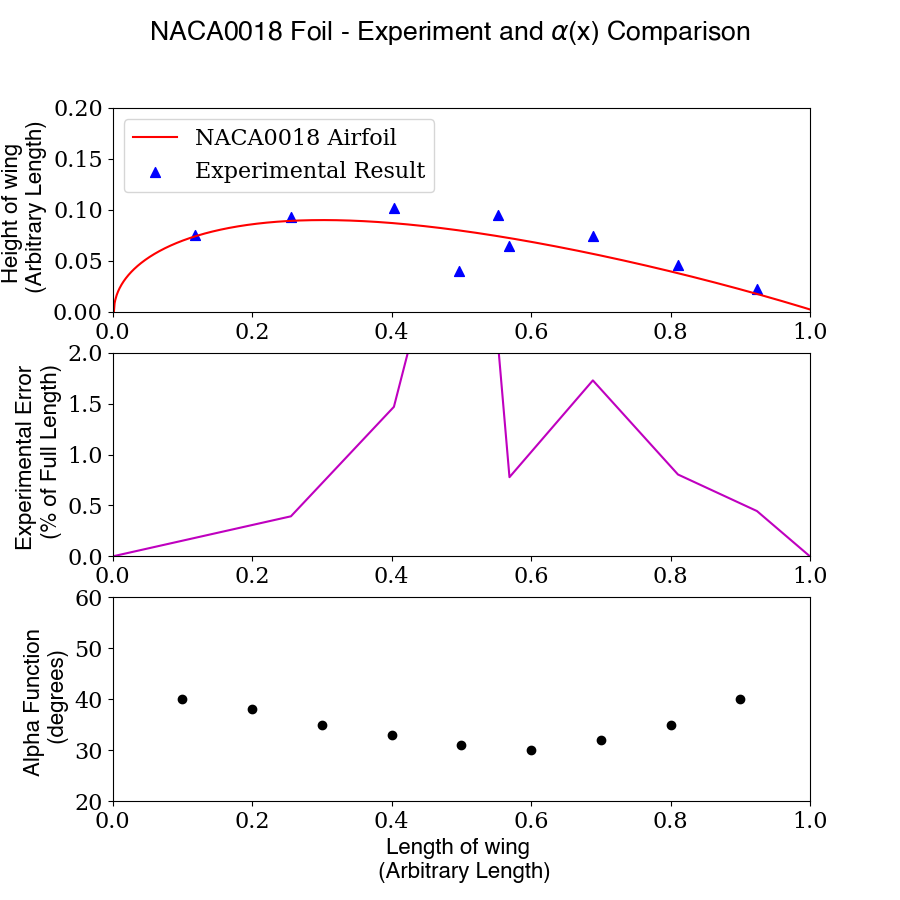 NACA0018 Foil - Experiment and α(x) Comparison
0.20
0.15
0.10
0.05
0.00
Height of wing
(Arbitrary Length)
NACA0018 Airfoil
Experimental Result
0.0 0.2 0.4 0.6 0.8 1.0
2.0
1.5
1.0
0.5
0.0
Experimental Error
(% of Full Length)
0.0 0.2 0.4 0.6 0.8 1.0
60
50
40
30
20
Alpha Function
(degrees)
0.0 0.2 0.4 0.6 0.8 1.0
Length of wing
(Arbitrary Length)